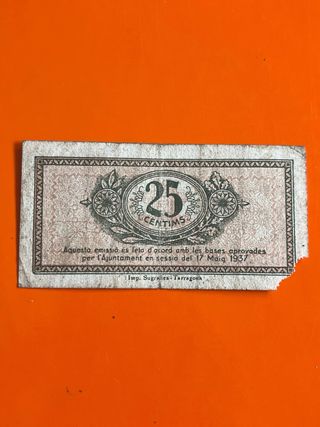 25
CENTIMS
Aquesta emissió és feta d'acord amb les bases aprovades
per l'Ajuntament en sessió del 17 Maig 1937
Imp. Sugrañes - Tarragona